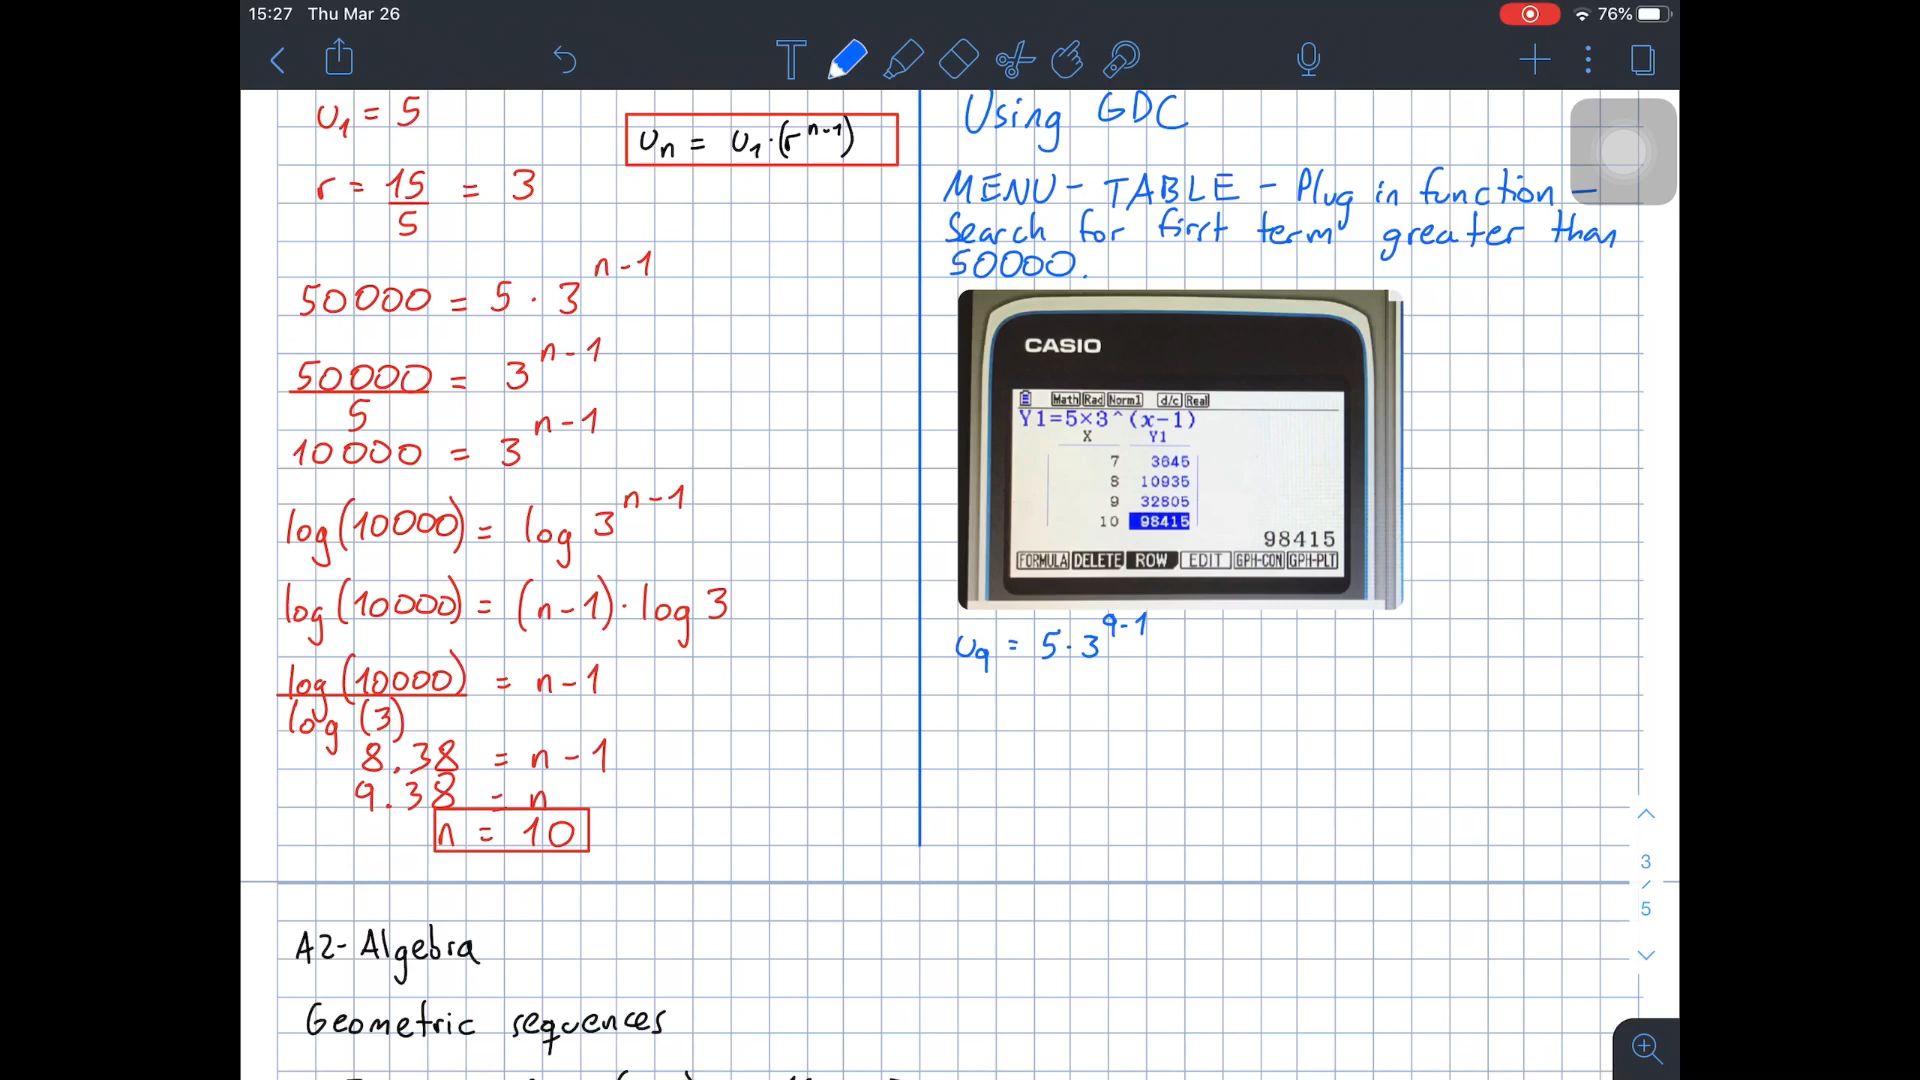 15:27 Thu Mar 26
76%
u₁ = 5
uₙ = u₁·(rⁿ⁻¹)
r = 15/5 = 3
50000 = 5 · 3ⁿ⁻¹
50000/5 = 3ⁿ⁻¹
10000 = 3ⁿ⁻¹
log(10000) = log 3ⁿ⁻¹
log(10000) = (n-1)·log 3
log(10000)/log(3) = n-1
8.38 = n-1
9.38 = n
n = 10
Using GDC
MENU - TABLE - Plug in function -
Search for first term greater than
50000.
CASIO
Math Rad Norm1 d/c Real
Y1=5×3^(x-1)
X Y1
7 3645
8 10935
9 32805
10 98415
98415
FORMULA DELETE ROW EDIT GPH-CON GPH-PLT
u₉ = 5·3⁹⁻¹
3
/
5
A2- Algebra
Geometric sequences